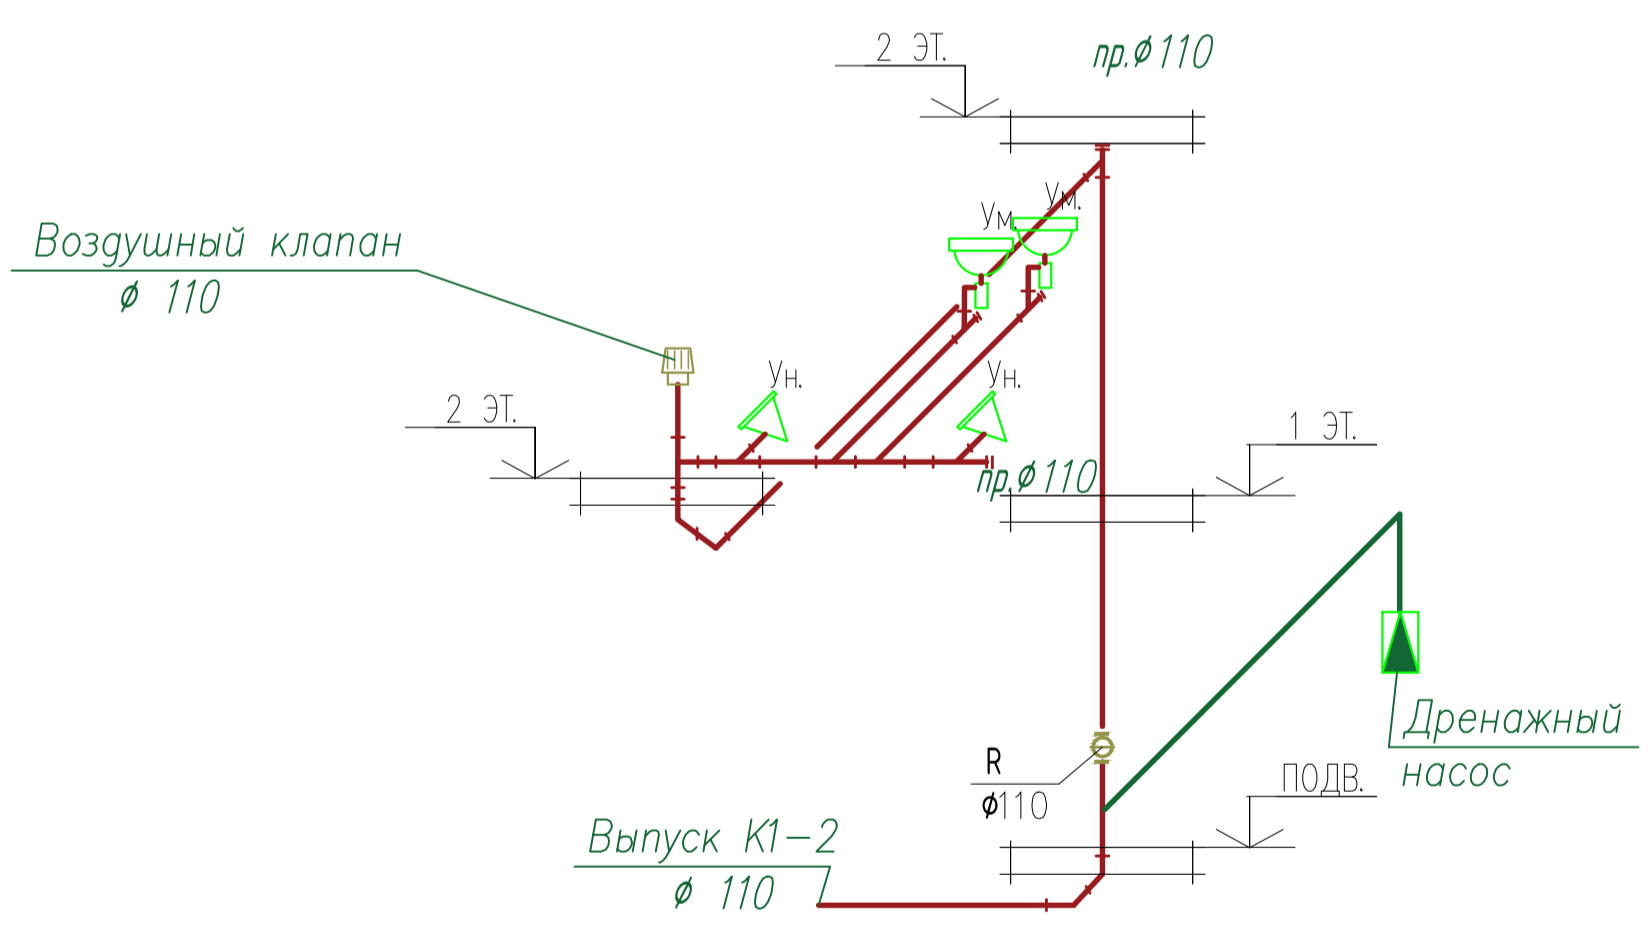 2 ЭТ.
пр.ϕ110
Ум.
Ум.
Воздушный клапан
ϕ 110
Ун.
Ун.
2 ЭТ.
1 ЭТ.
пр.ϕ110
Дренажный
насос
R
ϕ110
ПОДВ.
Выпуск К1-2
ϕ 110